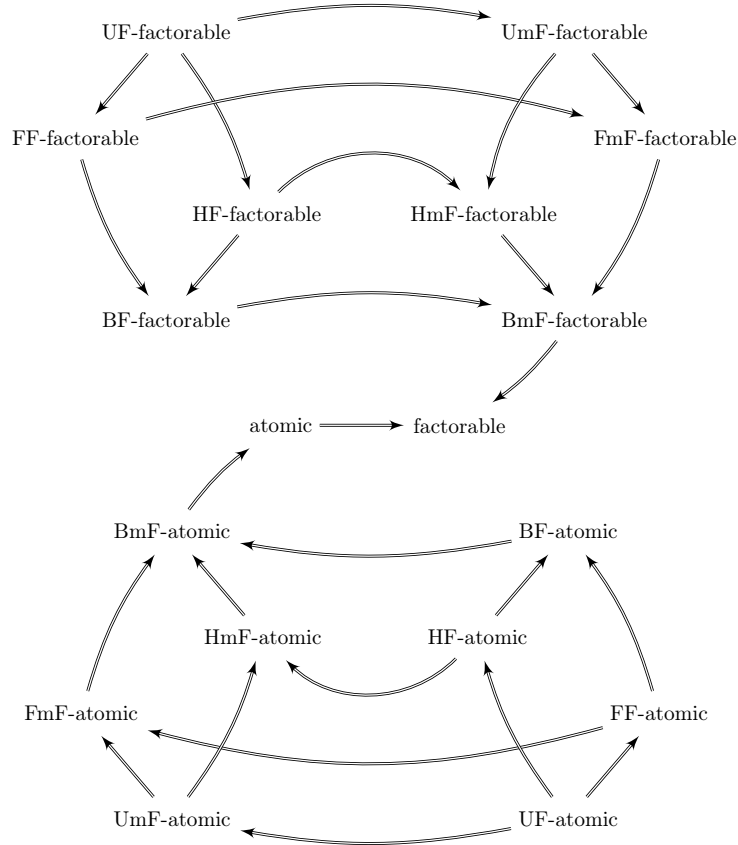 UF-factorable UmF-factorable
FF-factorable FmF-factorable
HF-factorable HmF-factorable
BF-factorable BmF-factorable
atomic factorable
BmF-atomic BF-atomic
HmF-atomic HF-atomic
FmF-atomic FF-atomic
UmF-atomic UF-atomic